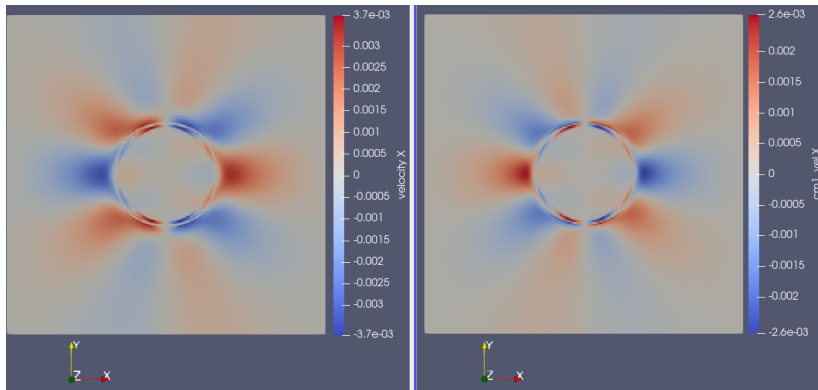 3.7e-03
0.003
0.0025
0.002
0.0015
0.001
0.0005
0
-0.0005
-0.001
-0.0015
-0.002
-0.0025
-0.003
-3.7e-03
velocity X
Y
Z
X
2.6e-03
0.002
0.0015
0.001
0.0005
0
-0.0005
-0.001
-0.0015
-0.002
-2.6e-03
cm1_vel X
Y
Z
X